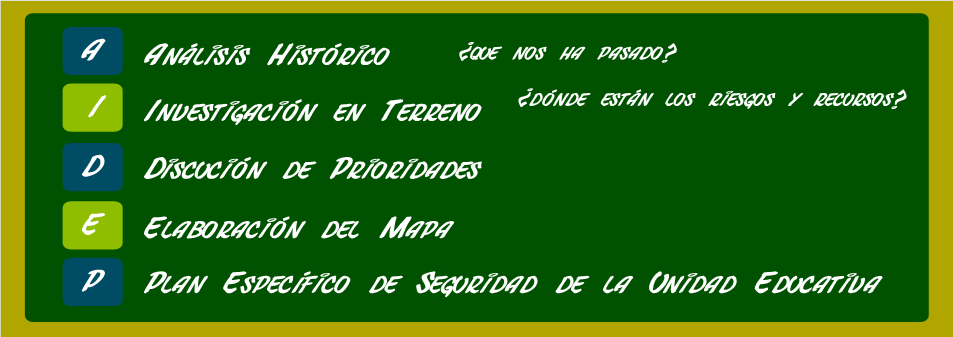 A Análisis Histórico ¿que nos ha pasado?
I Investigación en Terreno ¿dónde están los riesgos y recursos?
D Discución de Prioridades
E Elaboración del Mapa
P Plan Específico de Seguridad de la Unidad Educativa